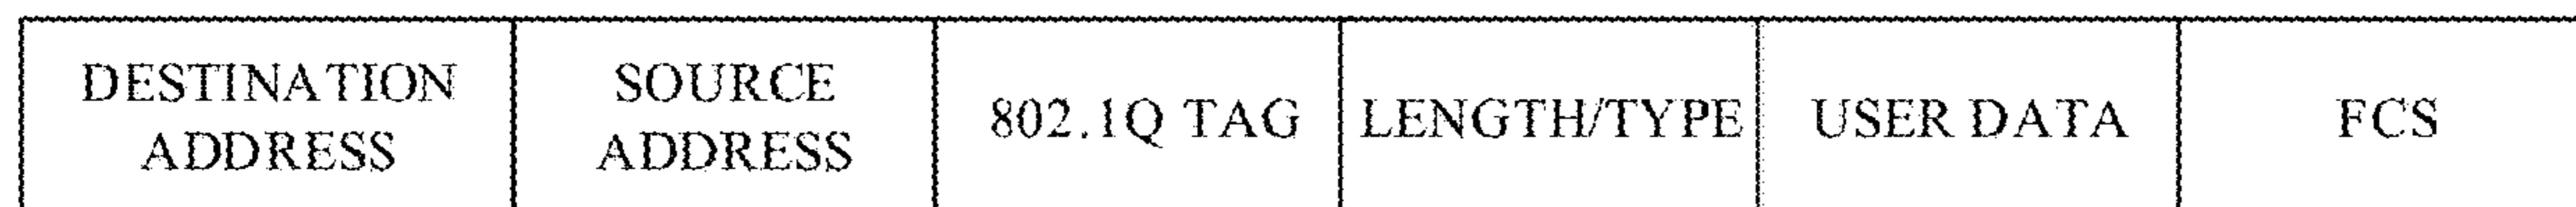 DESTINATION
ADDRESS
SOURCE
ADDRESS
802.1Q TAG
LENGTH/TYPE
USER DATA
FCS